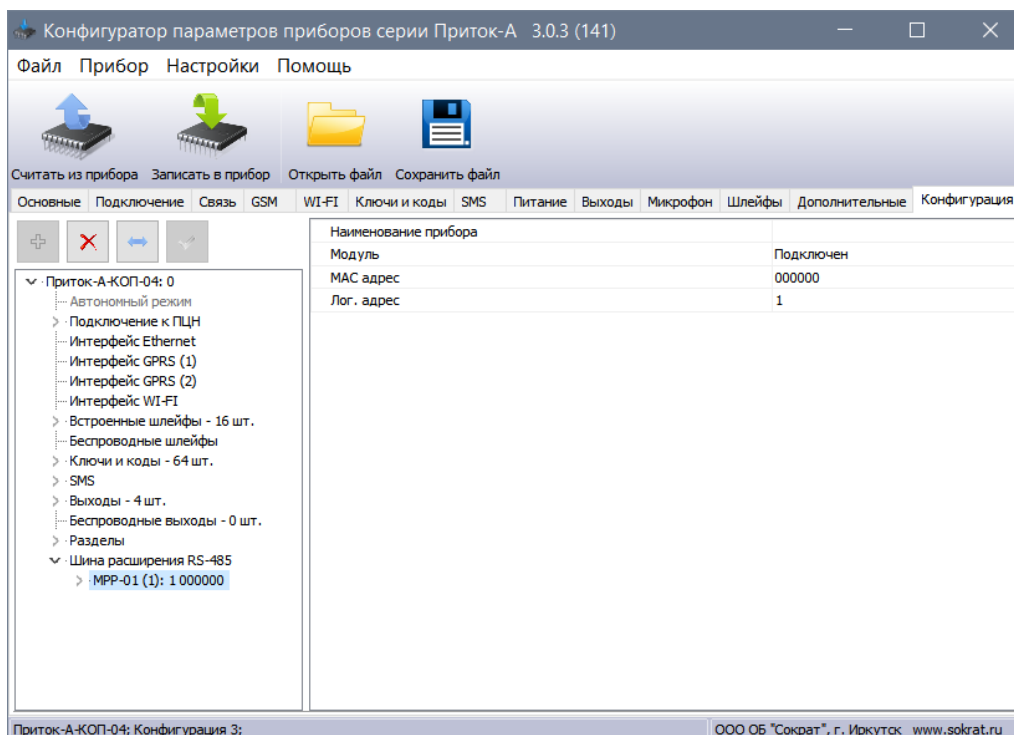 Конфигуратор параметров приборов серии Приток-А 3.0.3 (141)
Файл Прибор Настройки Помощь
Считать из прибора Записать в прибор Открыть файл Сохранить файл
Основные Подключение Связь GSM WI-FI Ключи и коды SMS Питание Выходы Микрофон Шлейфы Дополнительные Конфигурация
Наименование прибора
Модуль Подключен
MAC адрес 000000
Лог. адрес 1
Приток-А-КОП-04: 0
Автономный режим
Подключение к ПЦН
Интерфейс Ethernet
Интерфейс GPRS (1)
Интерфейс GPRS (2)
Интерфейс WI-FI
Встроенные шлейфы - 16 шт.
Беспроводные шлейфы
Ключи и коды - 64 шт.
SMS
Выходы - 4 шт.
Беспроводные выходы - 0 шт.
Разделы
Шина расширения RS-485
МРР-01 (1): 1 000000
Приток-А-КОП-04; Конфигурация 3;
ООО ОБ "Сократ", г. Иркутск www.sokrat.ru